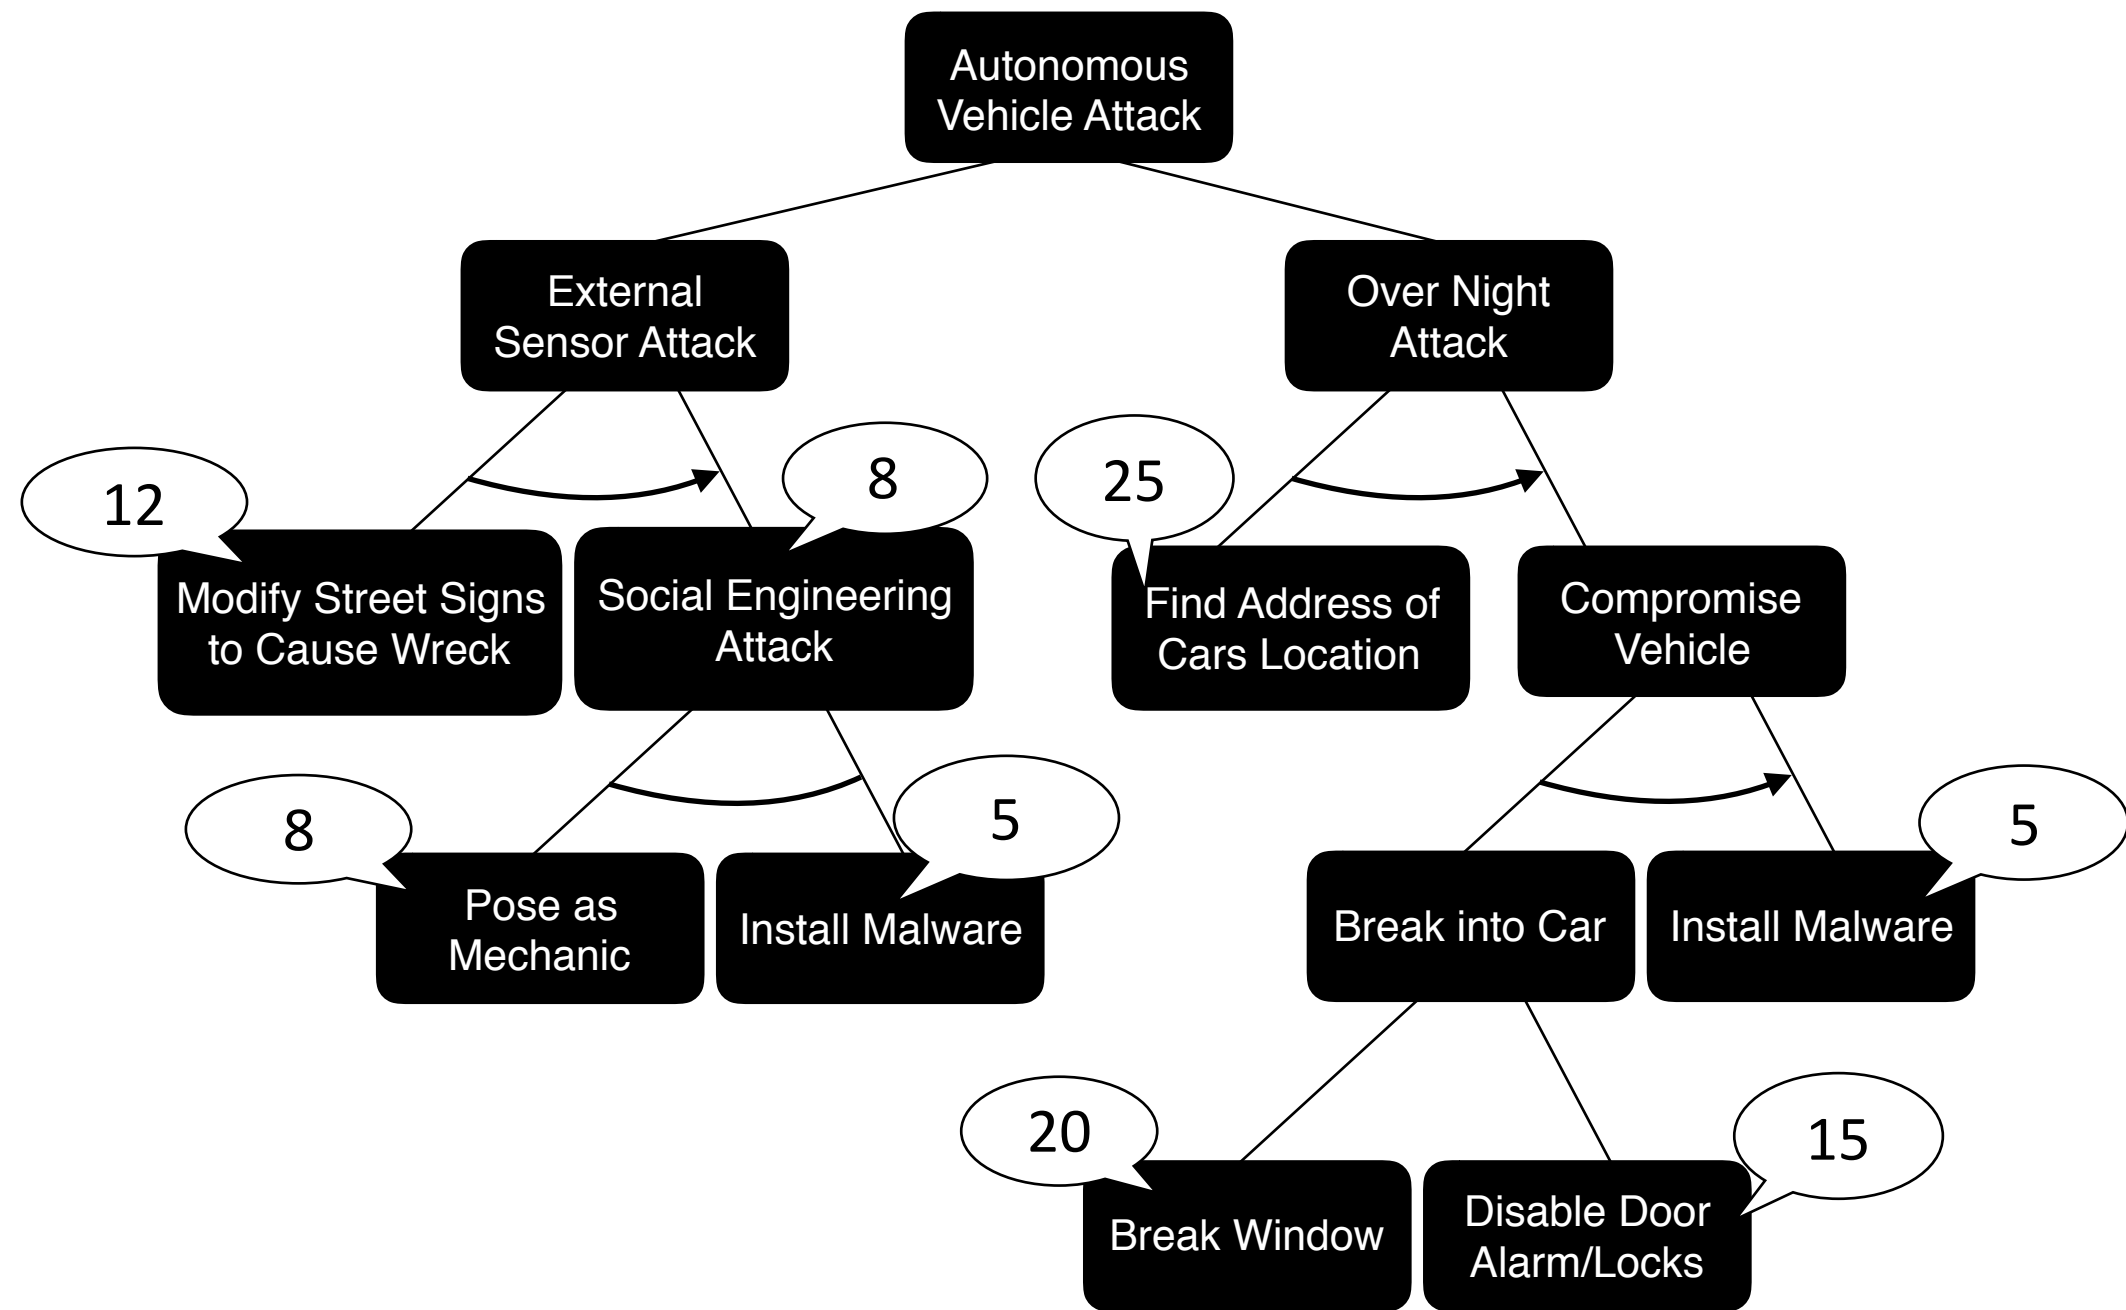 Autonomous
Vehicle Attack
External
Sensor Attack
Over Night
Attack
12
8
25
Modify Street Signs
to Cause Wreck
Social Engineering
Attack
Find Address of
Cars Location
Compromise
Vehicle
8
5
5
Pose as
Mechanic
Install Malware
Break into Car
Install Malware
20
15
Break Window
Disable Door
Alarm/Locks